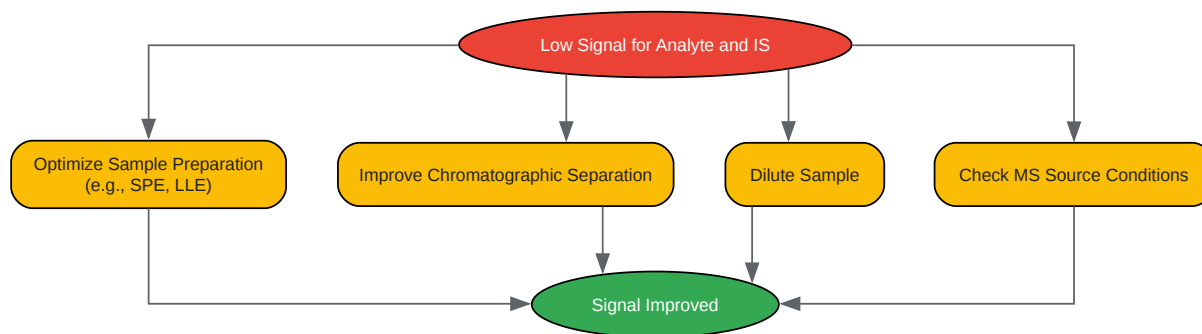 Low Signal for Analyte and IS
Optimize Sample Preparation
(e.g., SPE, LLE)
Improve Chromatographic Separation
Dilute Sample
Check MS Source Conditions
Signal Improved